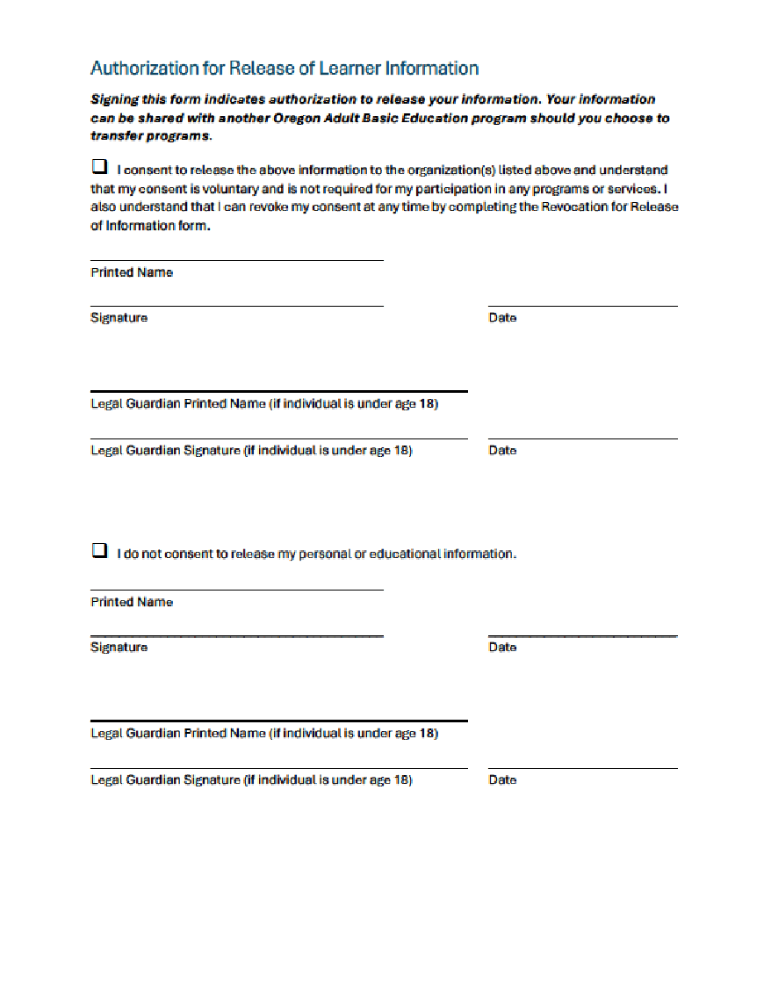 Authorization for Release of Learner Information
Signing this form indicates authorization to release your information. Your information
can be shared with another Oregon Adult Basic Education program should you choose to
transfer programs.
❑ I consent to release the above information to the organization(s) listed above and understand
that my consent is voluntary and is not required for my participation in any programs or services. I
also understand that I can revoke my consent at any time by completing the Revocation for Release
of Information form.
Printed Name
Signature Date
Legal Guardian Printed Name (if individual is under age 18)
Legal Guardian Signature (if individual is under age 18) Date
❑ I do not consent to release my personal or educational information.
Printed Name
Signature Date
Legal Guardian Printed Name (if individual is under age 18)
Legal Guardian Signature (if individual is under age 18) Date